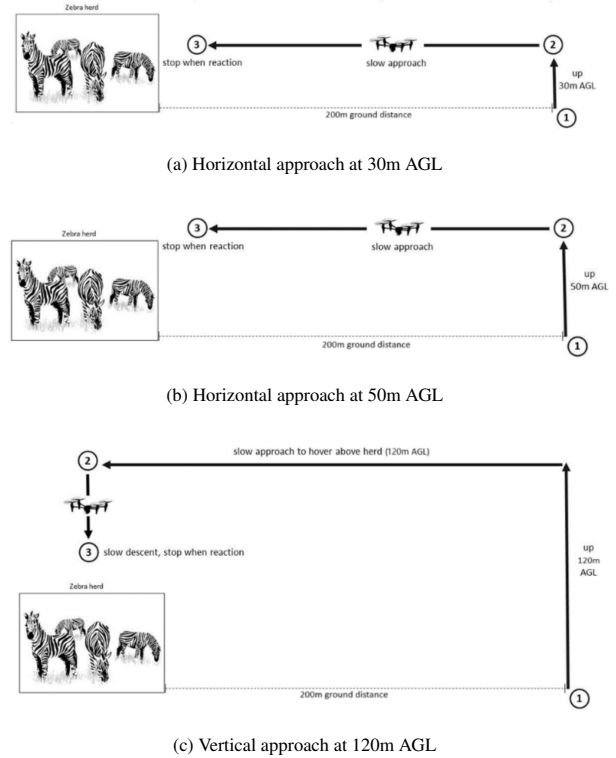 Zebra herd
3
2
stop when reaction
slow approach
up
30m AGL
1
200m ground distance
(a) Horizontal approach at 30m AGL
3
2
Zebra herd
stop when reaction
slow approach
up
50m AGL
200m ground distance
1
(b) Horizontal approach at 50m AGL
slow approach to hover above herd (120m AGL)
2
3
slow descent, stop when reaction
up
120m
AGL
Zebra herd
200m ground distance
1
(c) Vertical approach at 120m AGL